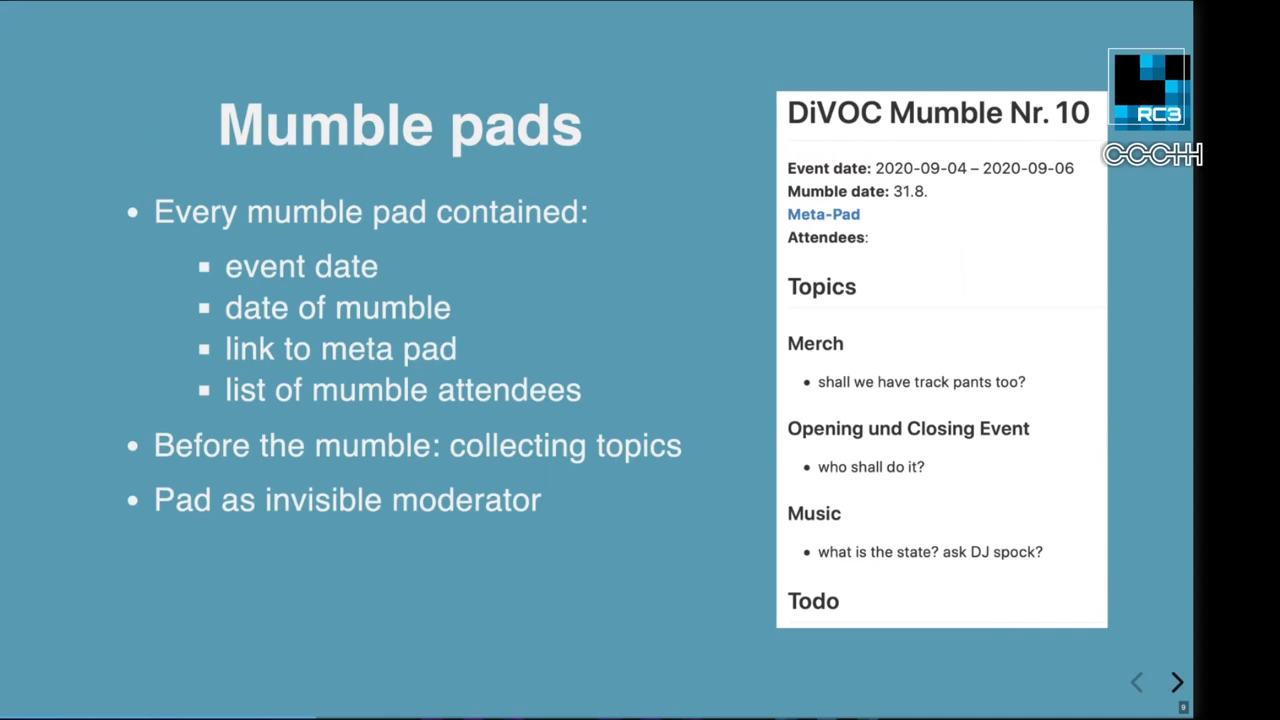 Mumble pads
• Every mumble pad contained:
▪ event date
▪ date of mumble
▪ link to meta pad
▪ list of mumble attendees
• Before the mumble: collecting topics
• Pad as invisible moderator
DiVOC Mumble Nr. 10
Event date: 2020-09-04 – 2020-09-06
Mumble date: 31.8.
Meta-Pad
Attendees:
Topics
Merch
• shall we have track pants too?
Opening und Closing Event
• who shall do it?
Music
• what is the state? ask DJ spock?
Todo
RC3
CCCHH
9